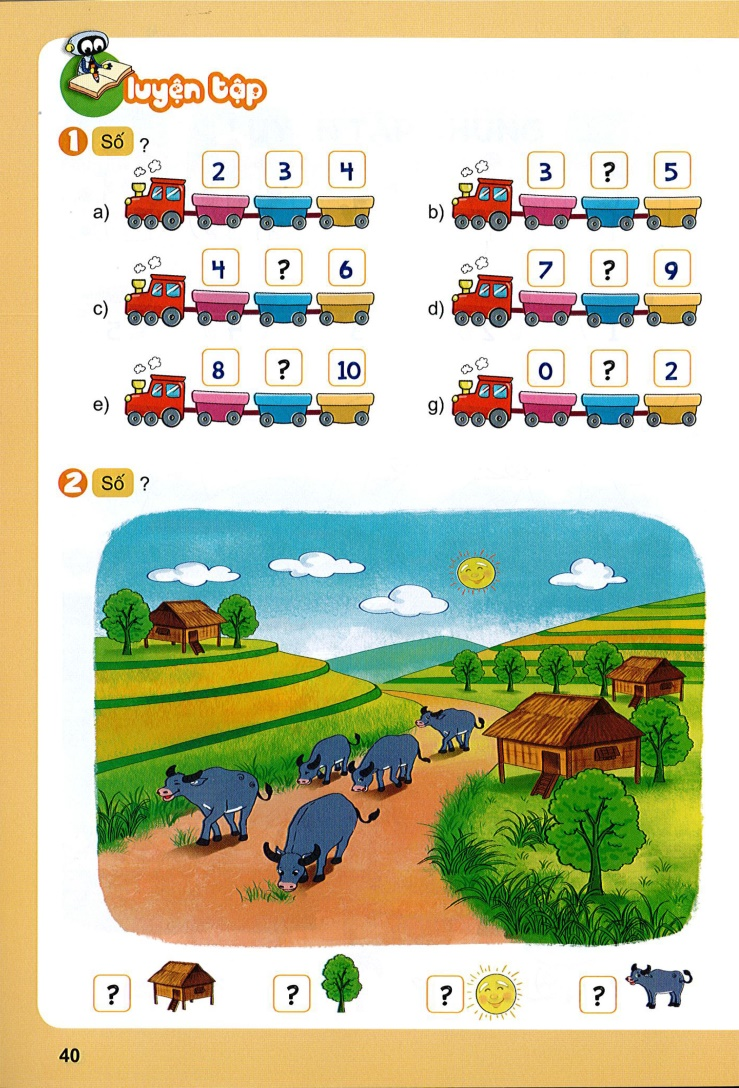 luyện tập
1 Số ?
a) 2 3 4
b) 3 ? 5
c) 4 ? 6
d) 7 ? 9
e) 8 ? 10
g) 0 ? 2
2 Số ?
? ? ? ?
40